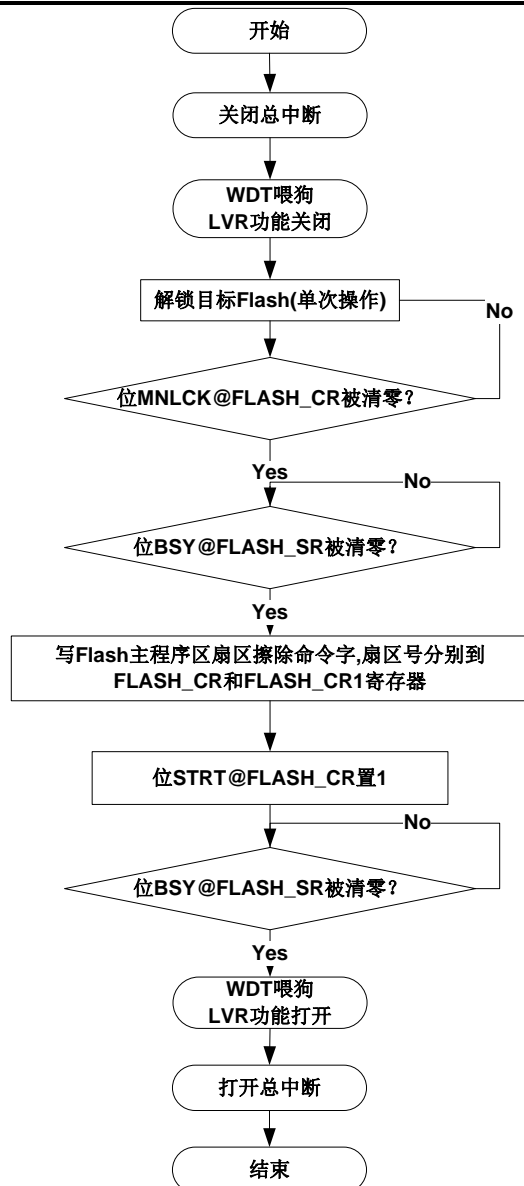 开始
关闭总中断
WDT喂狗
LVR功能关闭
解锁目标Flash(单次操作)
No
位MNLCK@FLASH_CR被清零?
Yes
No
位BSY@FLASH_SR被清零?
Yes
写Flash主程序区扇区擦除命令字,扇区号分别到
FLASH_CR和FLASH_CR1寄存器
位STRT@FLASH_CR置1
No
位BSY@FLASH_SR被清零?
Yes
WDT喂狗
LVR功能打开
打开总中断
结束